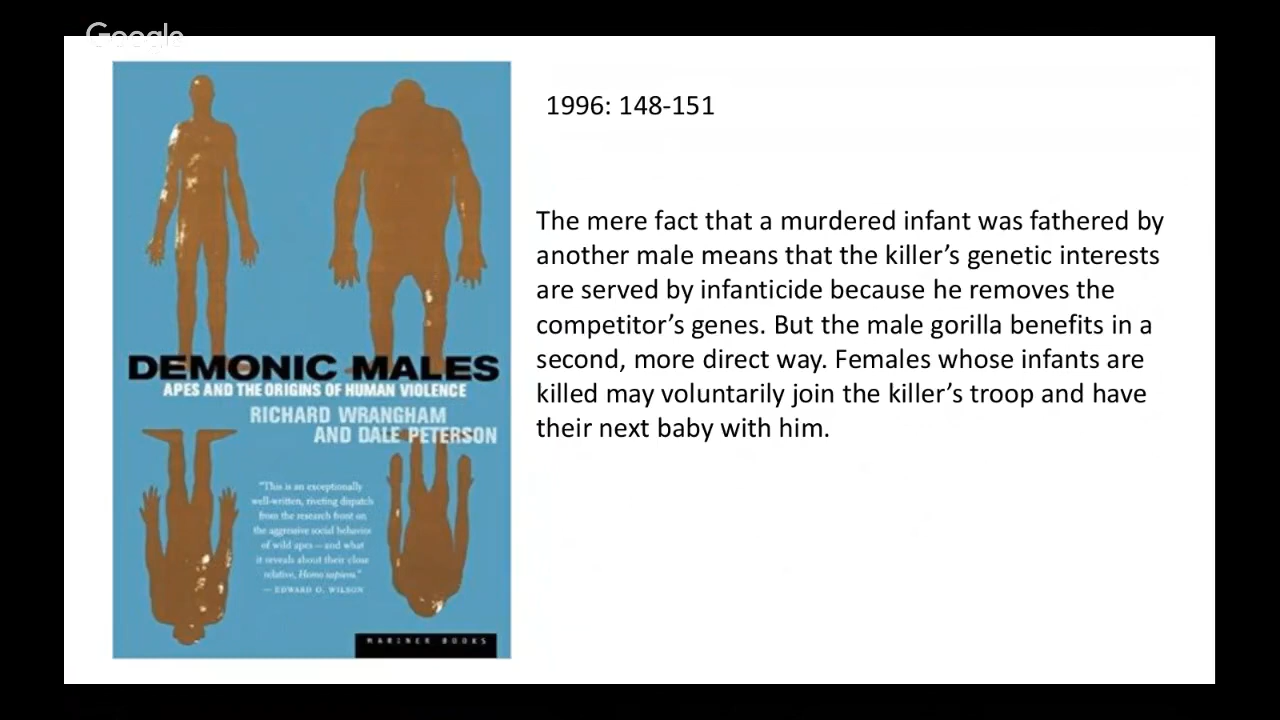 Google
1996: 148-151
The mere fact that a murdered infant was fathered by
another male means that the killer’s genetic interests
are served by infanticide because he removes the
competitor’s genes. But the male gorilla benefits in a
second, more direct way. Females whose infants are
killed may voluntarily join the killer’s troop and have
their next baby with him.
DEMONIC MALES
APES AND THE ORIGINS OF HUMAN VIOLENCE
RICHARD WRANGHAM
AND DALE PETERSON
"This is an exceptionally
well-written, riveting dispatch
from the research front on
the aggressive social behavior
of wild apes—and what
it reveals about their close
relative, Homo sapiens."
— EDWARD O. WILSON
MARINER BOOKS